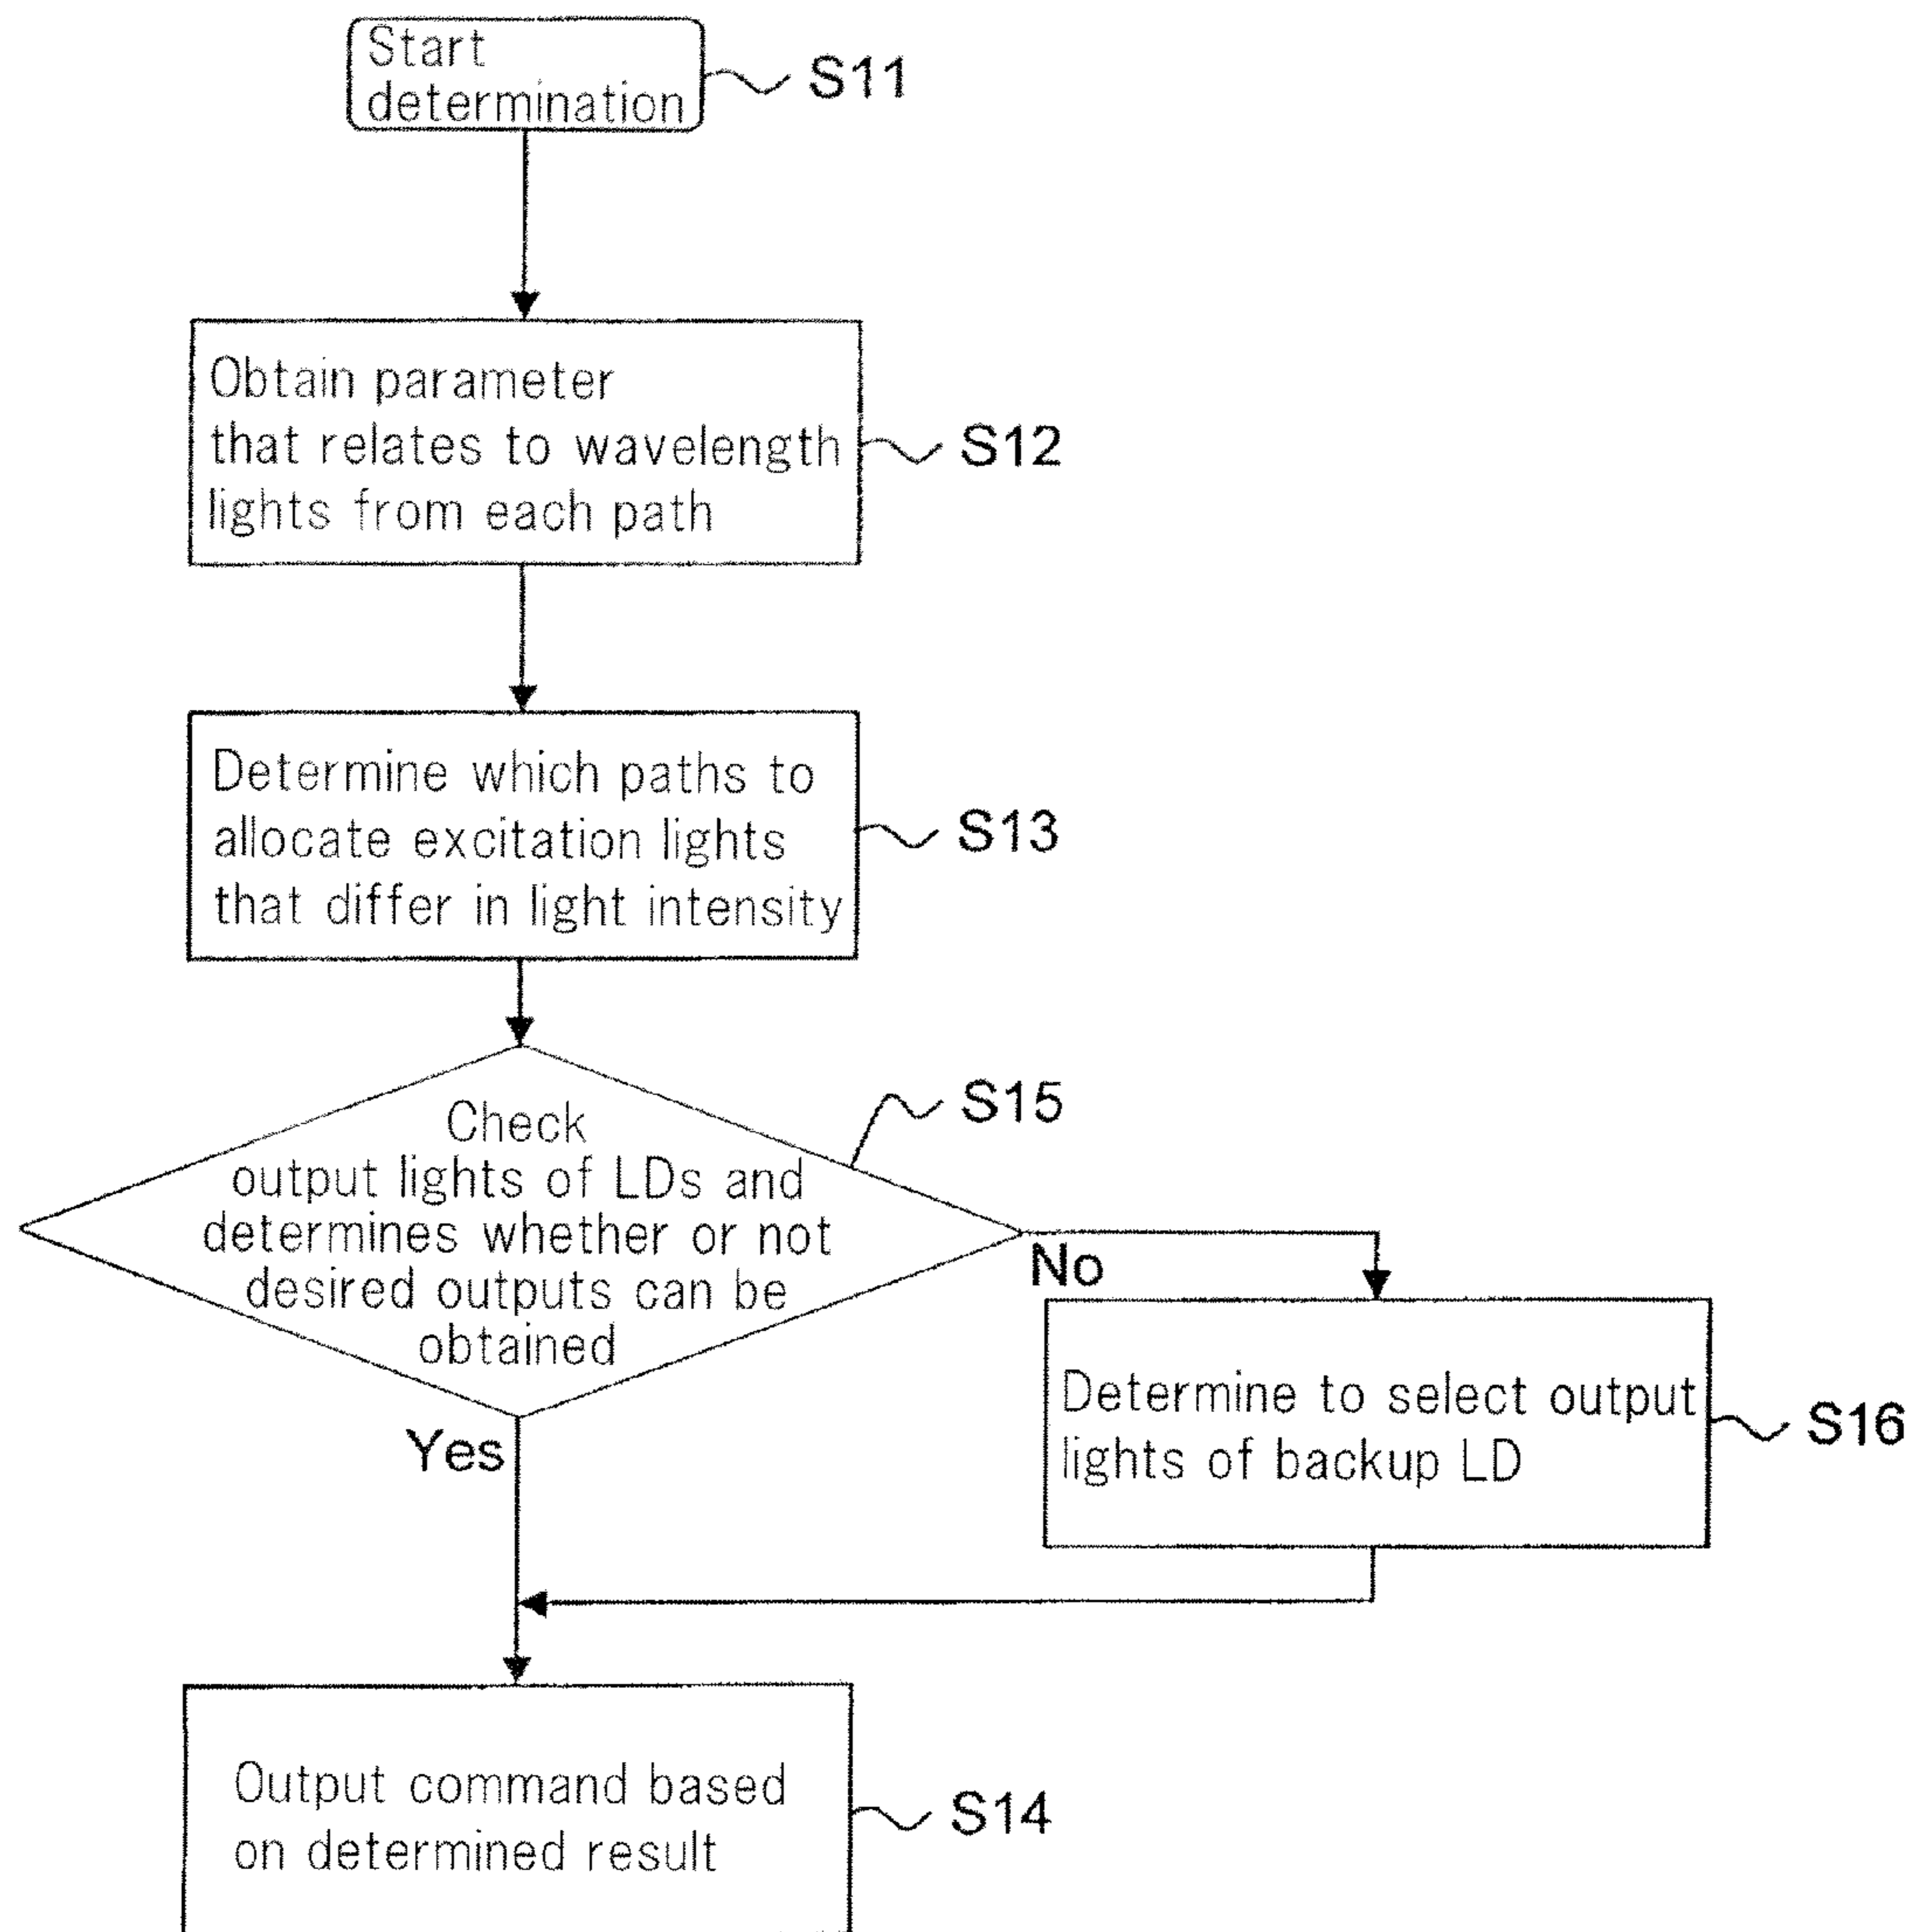 Start
determination
S11
Obtain parameter
that relates to wavelength
lights from each path
S12
Determine which paths to
allocate excitation lights
that differ in light intensity
S13
Check
output lights of LDs and
determines whether or not
desired outputs can be
obtained
S15
No
Yes
Determine to select output
lights of backup LD
S16
Output command based
on determined result
S14